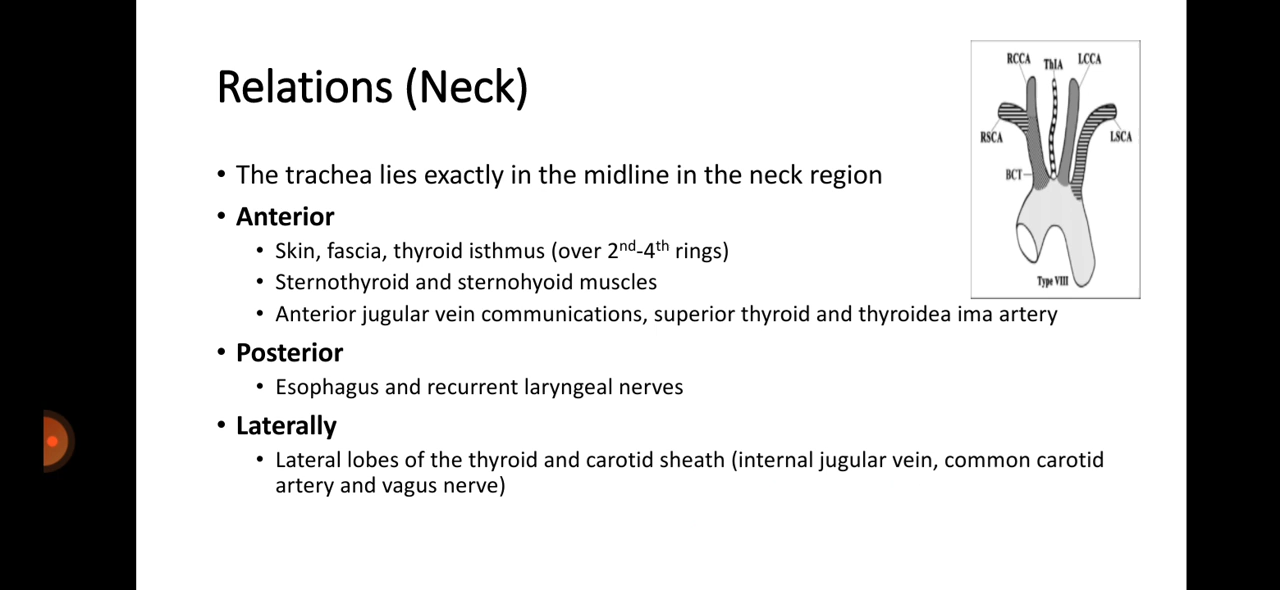 Relations (Neck)
RCCA ThIA LCCA
RSCA LSCA
BCT
Type VIII
• The trachea lies exactly in the midline in the neck region
• Anterior
• Skin, fascia, thyroid isthmus (over 2nd-4th rings)
• Sternothyroid and sternohyoid muscles
• Anterior jugular vein communications, superior thyroid and thyroidea ima artery
• Posterior
• Esophagus and recurrent laryngeal nerves
• Laterally
• Lateral lobes of the thyroid and carotid sheath (internal jugular vein, common carotid
artery and vagus nerve)